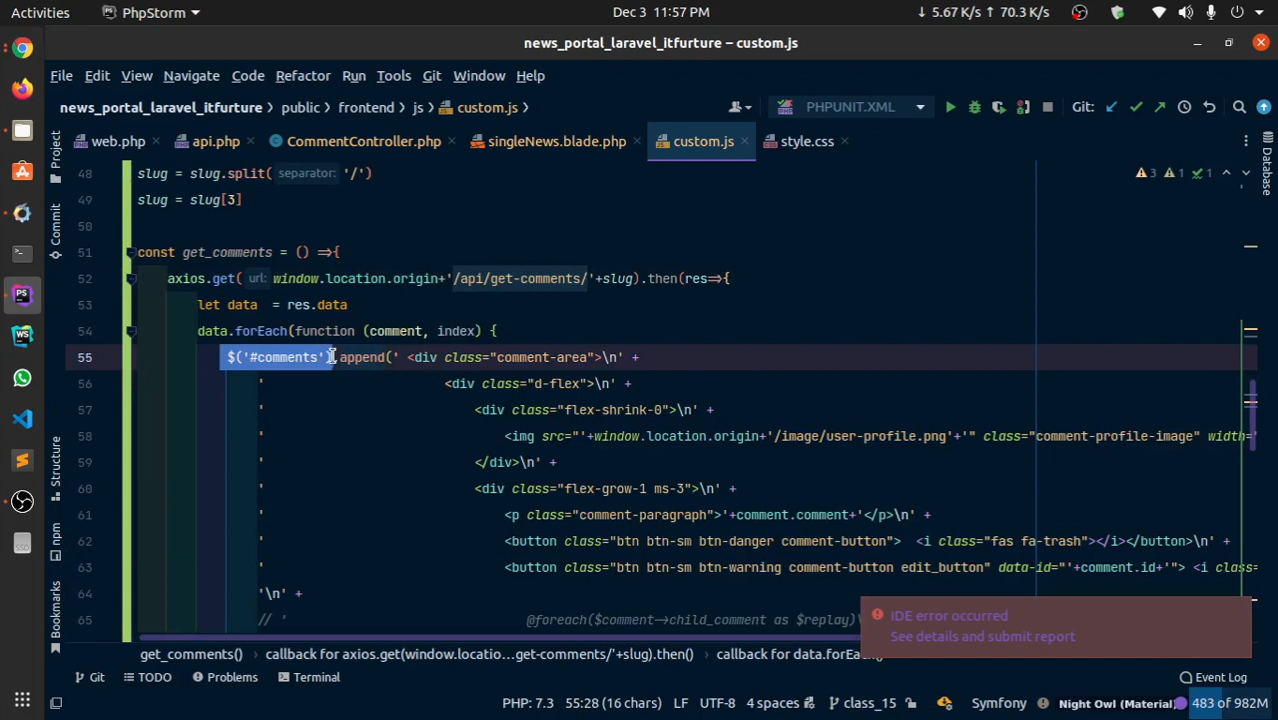 Activities
PhpStorm
Dec 3 11:57 PM
↓ 5.67 K/s ↑ 70.3 K/s
news_portal_laravel_itfurture – custom.js
File Edit View Navigate Code Refactor Run Tools Git Window Help
news_portal_laravel_itfurture > public > frontend > js > custom.js >
PHPUNIT.XML
Git:
web.php
api.php
CommentController.php
singleNews.blade.php
custom.js
style.css
Project
Commit
Structure
npm
Bookmarks
Database
3 1 1
48 slug = slug.split( separator: '/')
49 slug = slug[3]
50
51 const get_comments = () =>{
52 axios.get( url: window.location.origin+'/api/get-comments/'+slug).then(res=>{
53 let data = res.data
54 data.forEach(function (comment, index) {
55 $('#comments').append(' <div class="comment-area">\n' +
56 ' <div class="d-flex">\n' +
57 ' <div class="flex-shrink-0">\n' +
58 ' <img src="'+window.location.origin+'/image/user-profile.png'+'" class="comment-profile-image" width=
59 ' </div>\n' +
60 ' <div class="flex-grow-1 ms-3">\n' +
61 ' <p class="comment-paragraph">'+comment.comment+'</p>\n' +
62 ' <button class="btn btn-sm btn-danger comment-button"> <i class="fas fa-trash"></i></button>\n' +
63 ' <button class="btn btn-sm btn-warning comment-button edit_button" data-id="'+comment.id+'"> <i clas
64 '\n' +
65 // ' @foreach($comment->child_comment as $replay)\
IDE error occurred
See details and submit report
get_comments() > callback for axios.get(window.locatio...get-comments/'+slug).then() > callback for data.forEach()
Git
TODO
Problems
Terminal
Event Log
PHP: 7.3 55:28 (16 chars) LF UTF-8 4 spaces class_15 Symfony Night Owl (Material) 483 of 982M
PS
WS
SSD